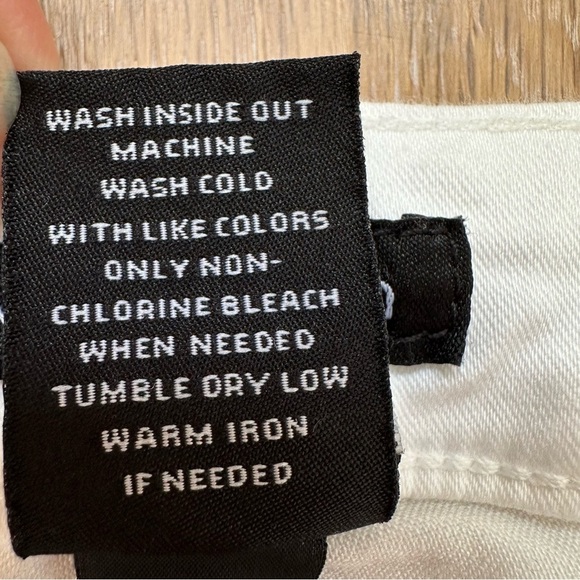 WASH INSIDE OUT
MACHINE
WASH COLD
WITH LIKE COLORS
ONLY NON-
CHLORINE BLEACH
WHEN NEEDED
TUMBLE DRY LOW
WARM IRON
IF NEEDED